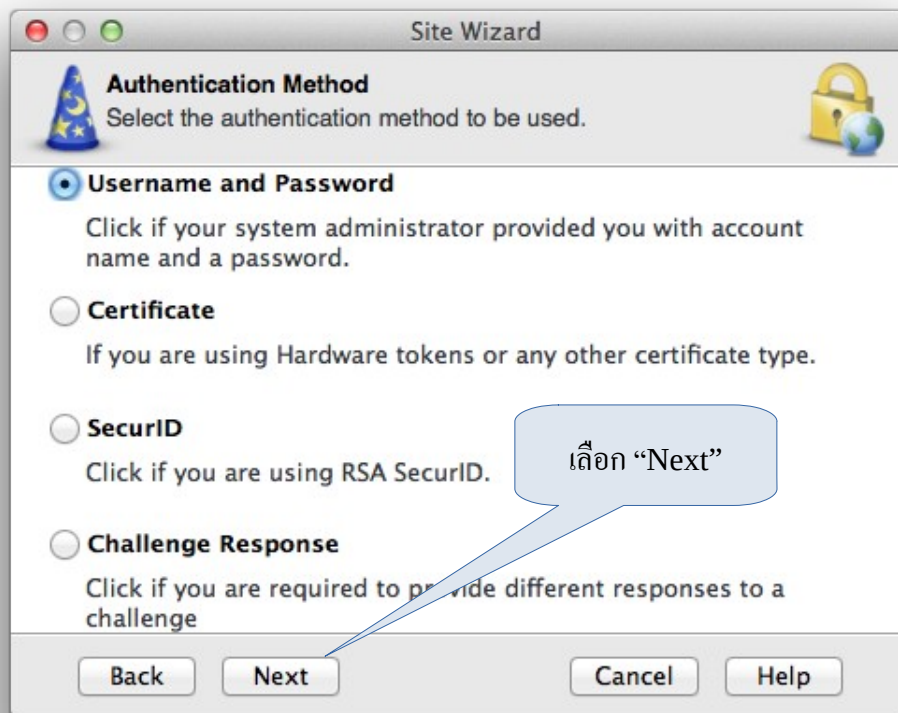 Site Wizard
Authentication Method
Select the authentication method to be used.
Username and Password
Click if your system administrator provided you with account
name and a password.
Certificate
If you are using Hardware tokens or any other certificate type.
SecurID
Click if you are using RSA SecurID.
เลือก “Next”
Challenge Response
Click if you are required to provide different responses to a
challenge
Back Next Cancel Help